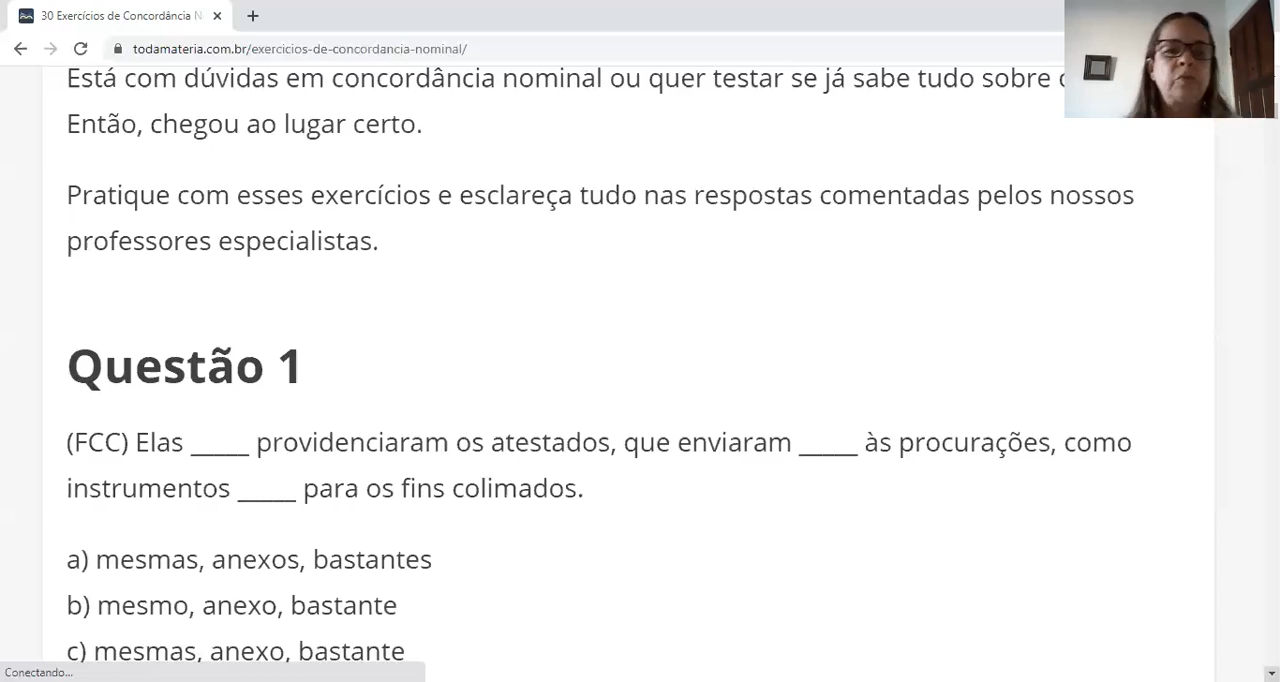 30 Exercícios de Concordância N
todamateria.com.br/exercicios-de-concordancia-nominal/
Está com dúvidas em concordância nominal ou quer testar se já sabe tudo sobre
Então, chegou ao lugar certo.
Pratique com esses exercícios e esclareça tudo nas respostas comentadas pelos nossos
professores especialistas.
Questão 1
(FCC) Elas _____ providenciaram os atestados, que enviaram _____ às procurações, como
instrumentos _____ para os fins colimados.
a) mesmas, anexos, bastantes
b) mesmo, anexo, bastante
c) mesmas, anexo, bastante
Conectando...